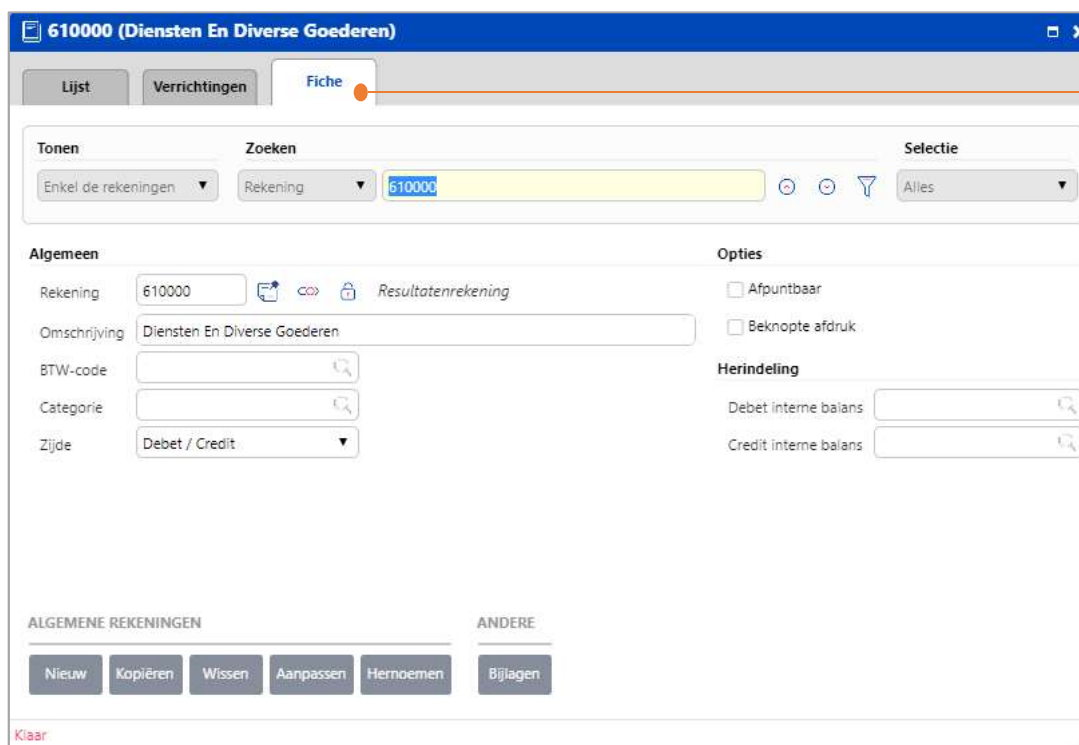 610000 (Diensten En Diverse Goederen)
Lijst Verrichtingen Fiche
Tonen Zoeken Selectie
Enkel de rekeningen Rekening 610000 Alles
Algemeen Opties
Rekening 610000 Resultatenrekening Afpuntbaar
Omschrijving Diensten En Diverse Goederen Beknopte afdruk
BTW-code Herindeling
Categorie Debet interne balans
Zijde Debet / Credit Credit interne balans
ALGEMENE REKENINGEN ANDERE
Nieuw Kopiëren Wissen Aanpassen Hernoemen Bijlagen
Klaar